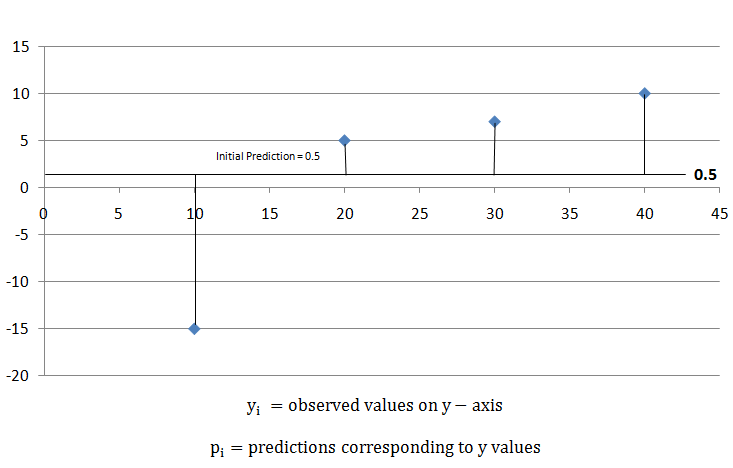 15
10
5
Initial Prediction = 0.5
0.5
0
0 5 10 15 20 25 30 35 40 45
-5
-10
-15
-20
yᵢ = observed values on y − axis
pᵢ = predictions corresponding to y values